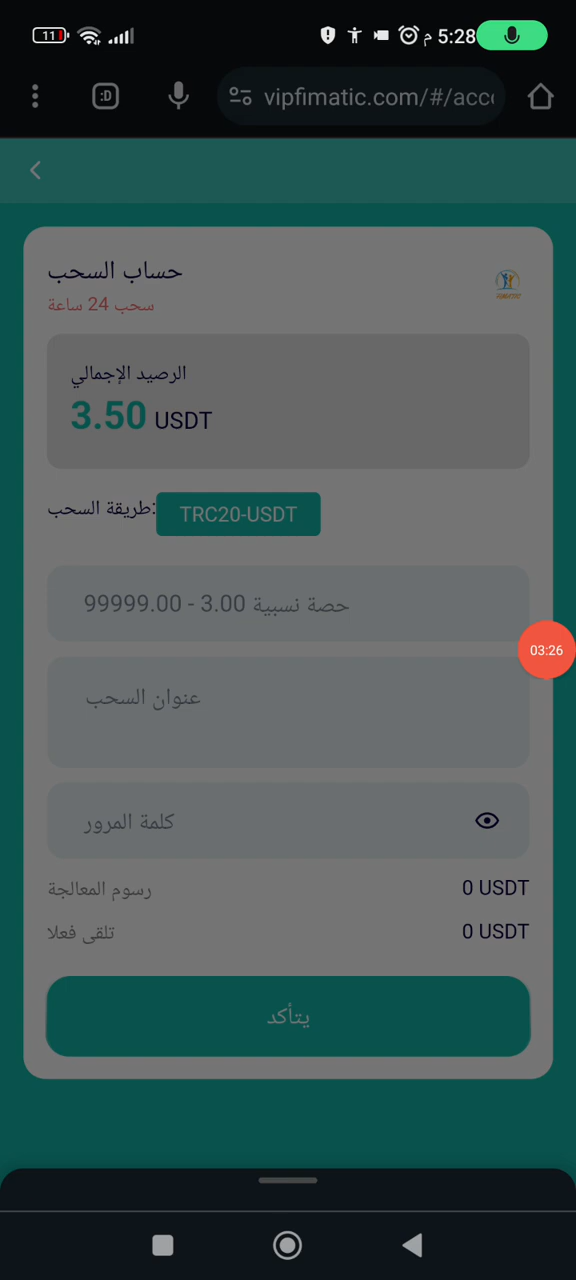 11
5:28 م
:D
vipfimatic.com/#/acc
حساب السحب
سحب 24 ساعة
الرصيد الإجمالي
3.50 USDT
طريقة السحب:
TRC20-USDT
حصة نسبية 3.00 - 99999.00
03:26
عنوان السحب
كلمة المرور
رسوم المعالجة
0 USDT
تلقى فعلا
0 USDT
يتأكد